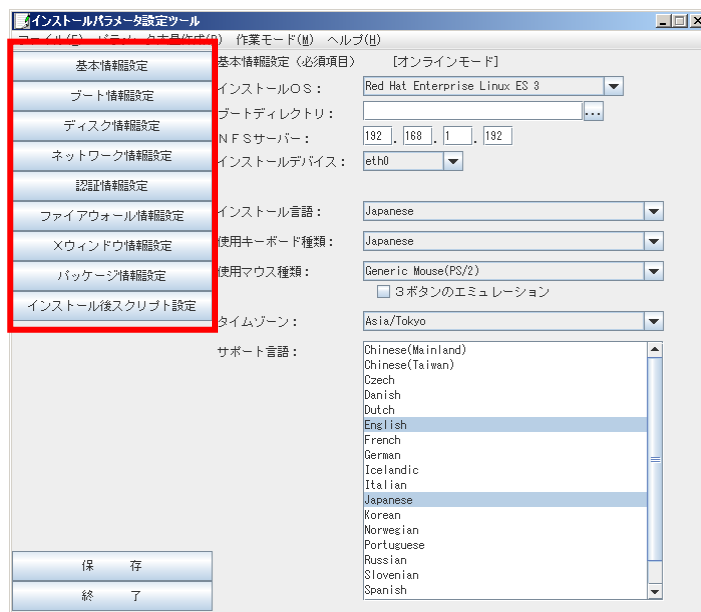 インストールパラメータ設定ツール
ファイル(F) パラメータ大量作成(P) 作業モード(M) ヘルプ(H)
基本情報設定
ブート情報設定
ディスク情報設定
ネットワーク情報設定
認証情報設定
ファイアウォール情報設定
Xウィンドウ情報設定
パッケージ情報設定
インストール後スクリプト設定
保 存
終 了
基本情報設定(必須項目) [オンラインモード]
インストールOS: Red Hat Enterprise Linux ES 3
ブートディレクトリ: ...
NFSサーバー: 192 . 168 . 1 . 192
インストールデバイス: eth0
インストール言語: Japanese
使用キーボード種類: Japanese
使用マウス種類: Generic Mouse(PS/2)
3ボタンのエミュレーション
タイムゾーン: Asia/Tokyo
サポート言語:
Chinese(Mainland)
Chinese(Taiwan)
Czech
Danish
Dutch
English
French
German
Icelandic
Italian
Japanese
Korean
Norwegian
Portuguese
Russian
Slovenian
Spanish